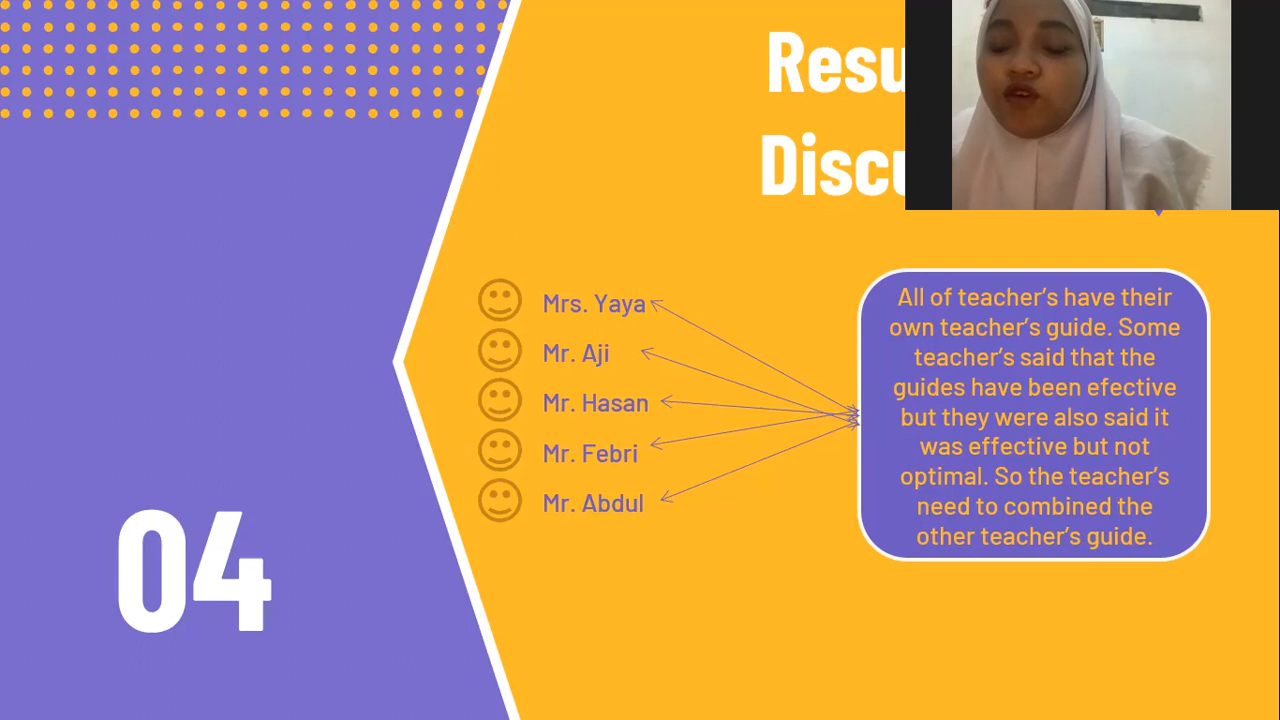 Resu
Discu
Mrs. Yaya
Mr. Aji
Mr. Hasan
Mr. Febri
Mr. Abdul
All of teacher's have their
own teacher's guide. Some
teacher's said that the
guides have been efective
but they were also said it
was effective but not
optimal. So the teacher's
need to combined the
other teacher's guide.
04